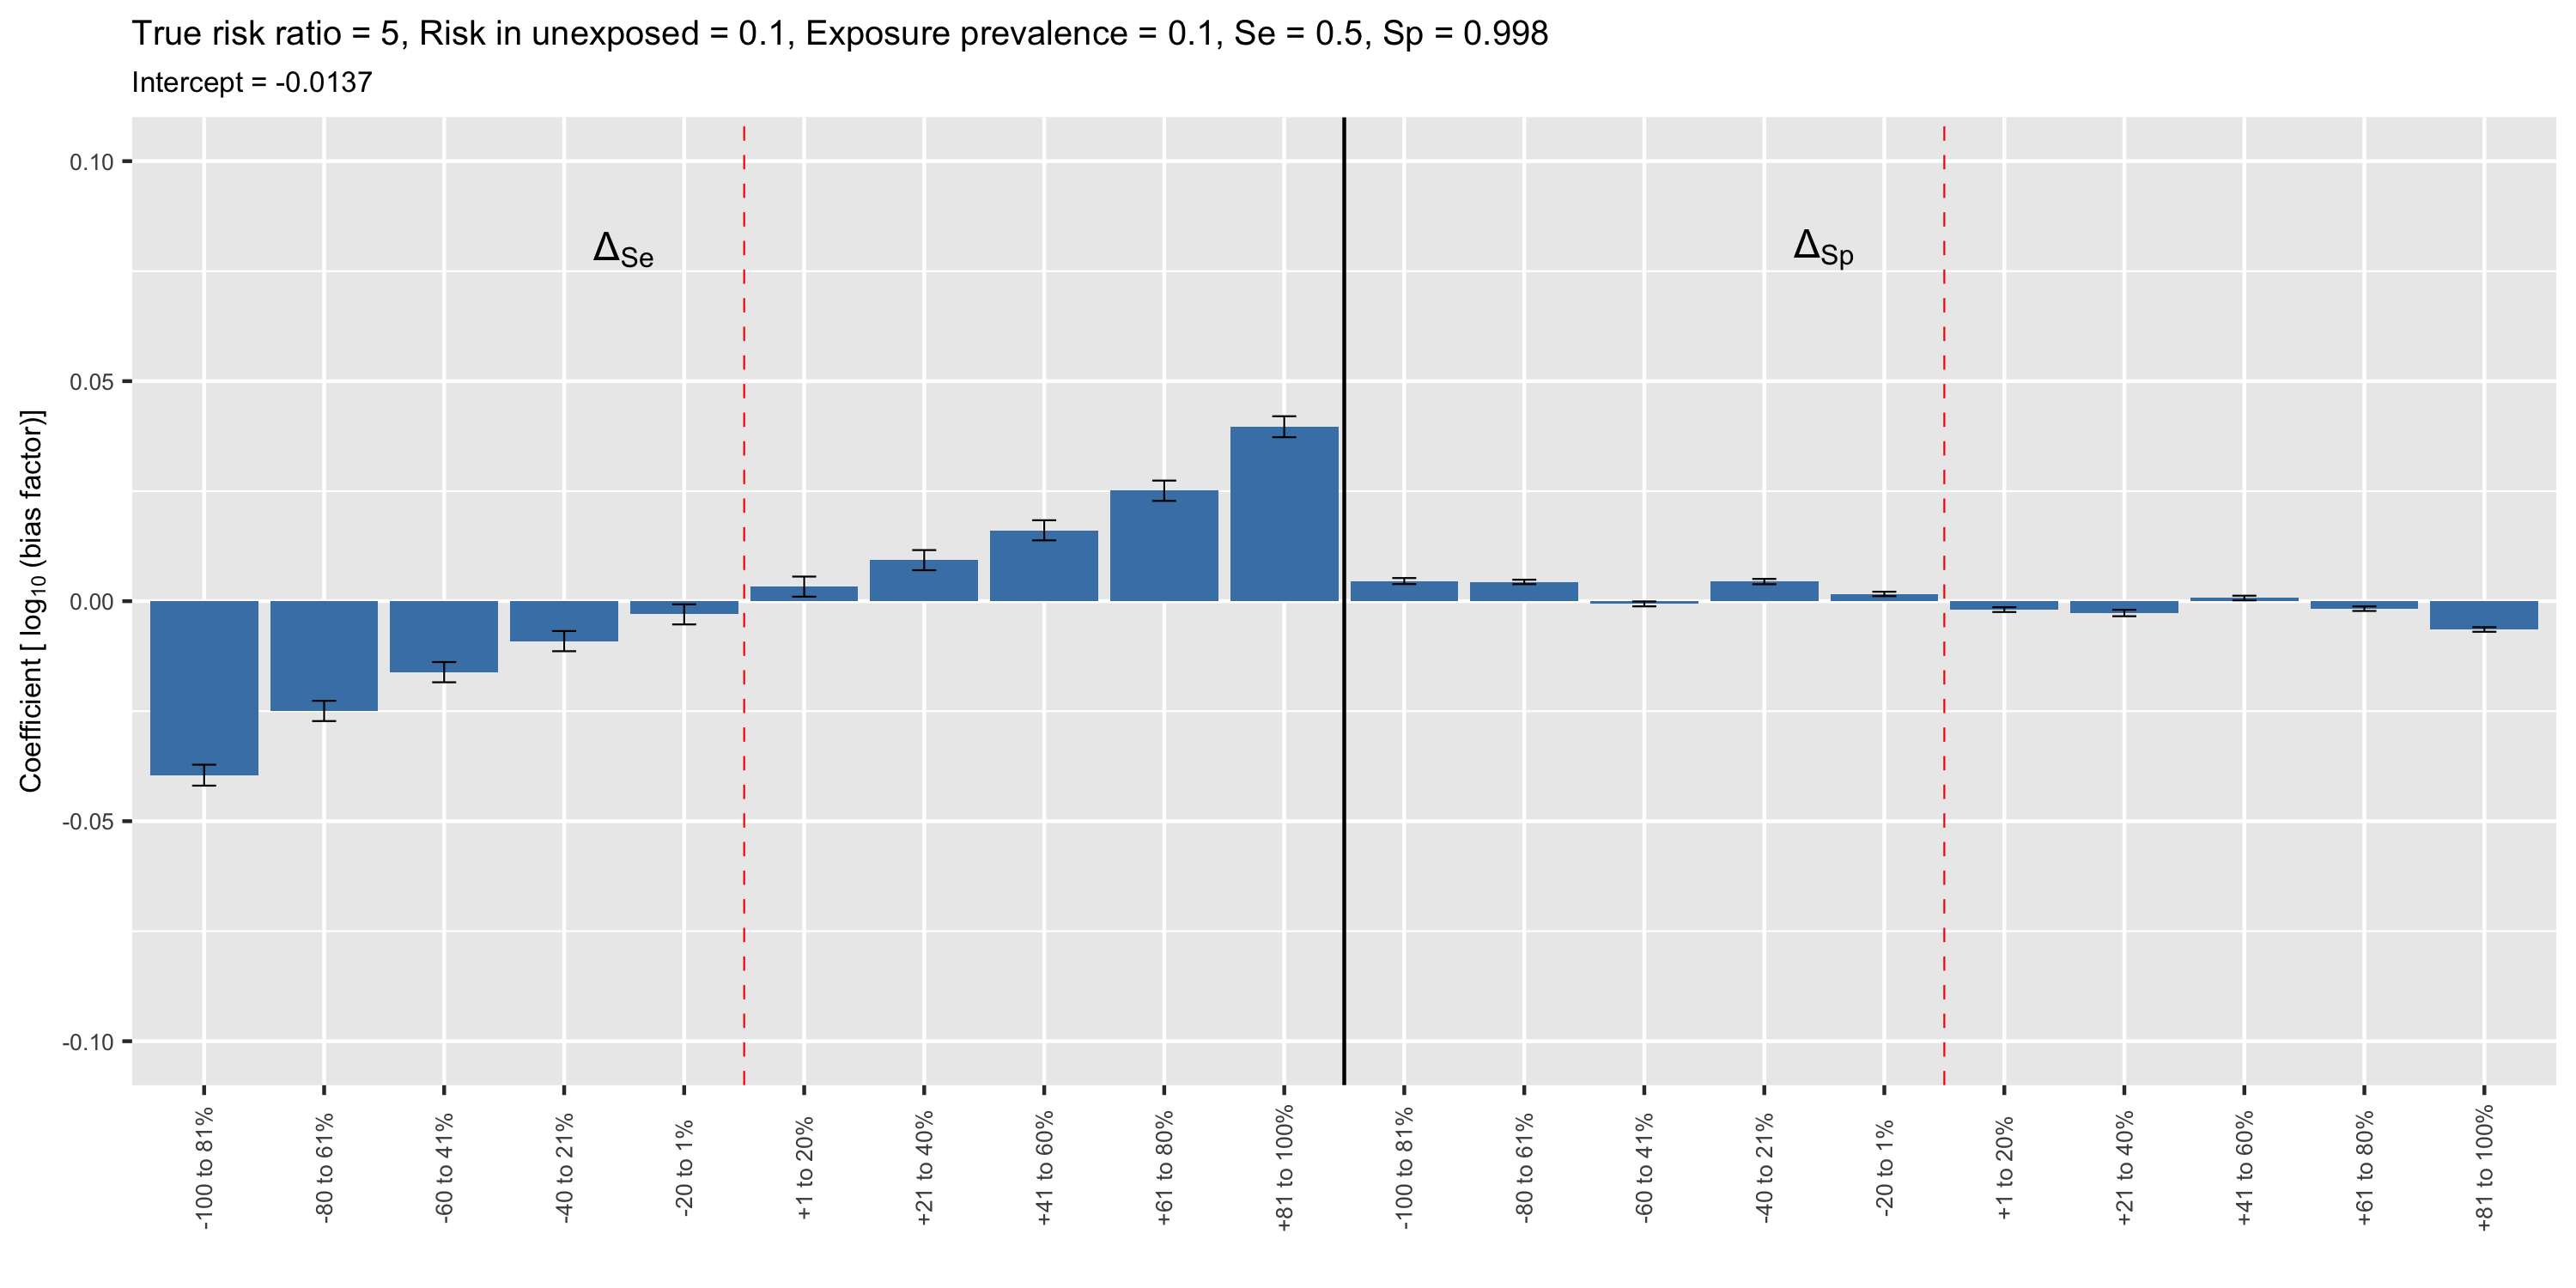 True risk ratio = 5, Risk in unexposed = 0.1, Exposure prevalence = 0.1, Se = 0.5, Sp = 0.998
Intercept = -0.0137
Coefficient [ log10 (bias factor)]
0.10
0.05
0.00
-0.05
-0.10
ΔSe
ΔSp
-100 to 81%
-80 to 61%
-60 to 41%
-40 to 21%
-20 to 1%
+1 to 20%
+21 to 40%
+41 to 60%
+61 to 80%
+81 to 100%
-100 to 81%
-80 to 61%
-60 to 41%
-40 to 21%
-20 to 1%
+1 to 20%
+21 to 40%
+41 to 60%
+61 to 80%
+81 to 100%